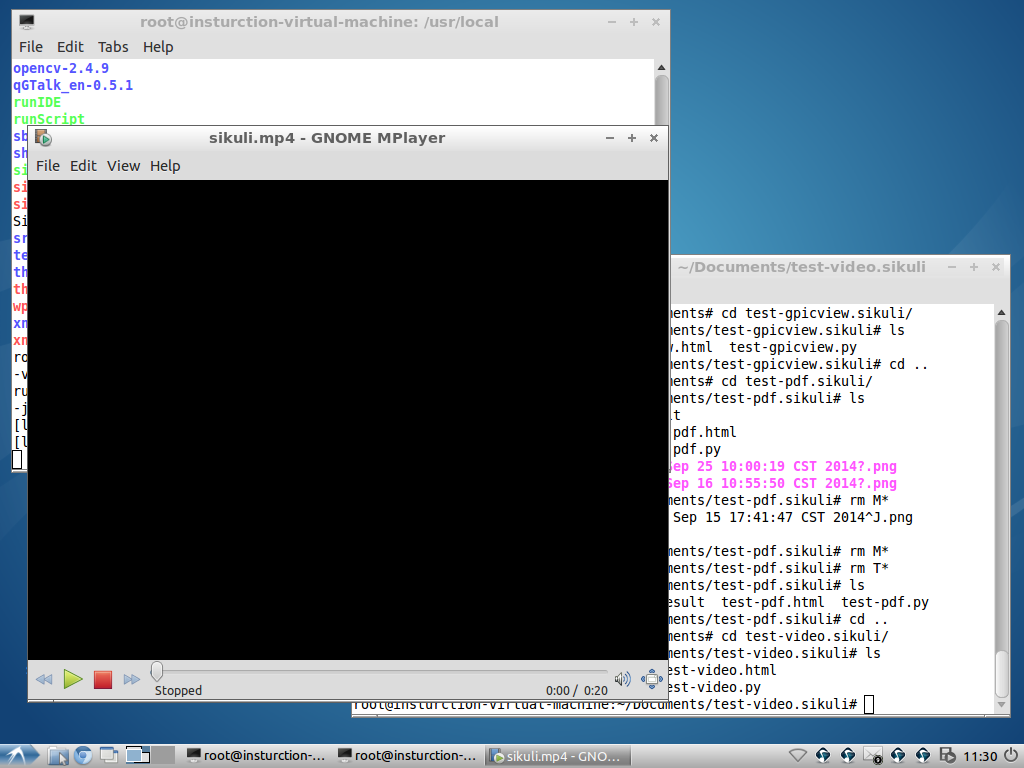 root@insturction-virtual-machine: /usr/local
File Edit Tabs Help
opencv-2.4.9
qGTalk_en-0.5.1
runIDE
runScript
sb
sh
si
si
si
Si
sr
te
th
th
wp
xn
xn
ro
-v
ru
-j
[l
[l
sikuli.mp4 - GNOME MPlayer
File Edit View Help
Stopped
0:00 / 0:20
~/Documents/test-video.sikuli
ments# cd test-gpicview.sikuli/
ments/test-gpicview.sikuli# ls
w.html test-gpicview.py
ments/test-gpicview.sikuli# cd ..
ments# cd test-pdf.sikuli/
ments/test-pdf.sikuli# ls
lt
pdf.html
pdf.py
Sep 25 10:00:19 CST 2014?.png
Sep 16 10:55:50 CST 2014?.png
ments/test-pdf.sikuli# rm M*
Sep 15 17:41:47 CST 2014^J.png
ments/test-pdf.sikuli# rm M*
ments/test-pdf.sikuli# rm T*
ments/test-pdf.sikuli# ls
esult test-pdf.html test-pdf.py
ments/test-pdf.sikuli# cd ..
ments# cd test-video.sikuli/
ments/test-video.sikuli# ls
est-video.html
est-video.py
root@insturction-virtual-machine:~/Documents/test-video.sikuli#
root@insturction-...
root@insturction-...
sikuli.mp4 - GNO...
11:30